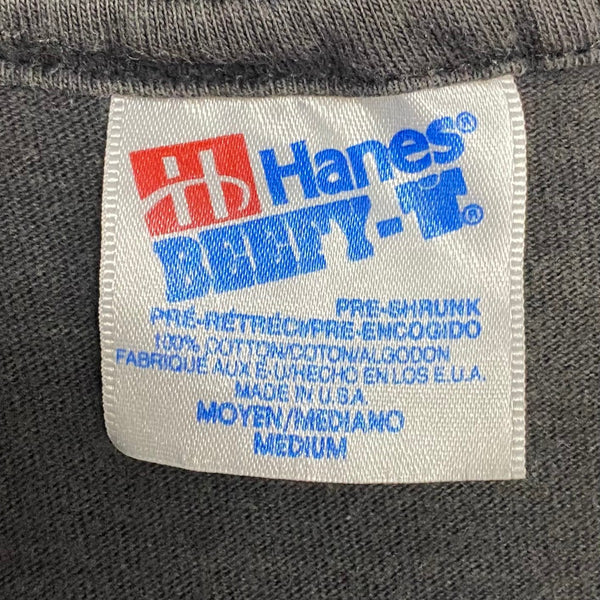 Hanes®
BEEFY-T®
PRE-SHRUNK
PRÉ-RÉTRÉCI/PRE-ENCOGIDO
100% COTTON/COTON/ALGODON
FABRIQUÉ AUX É.U./HECHO EN LOS E.U.A.
MADE IN U.S.A.
MOYEN/MEDIANO
MEDIUM